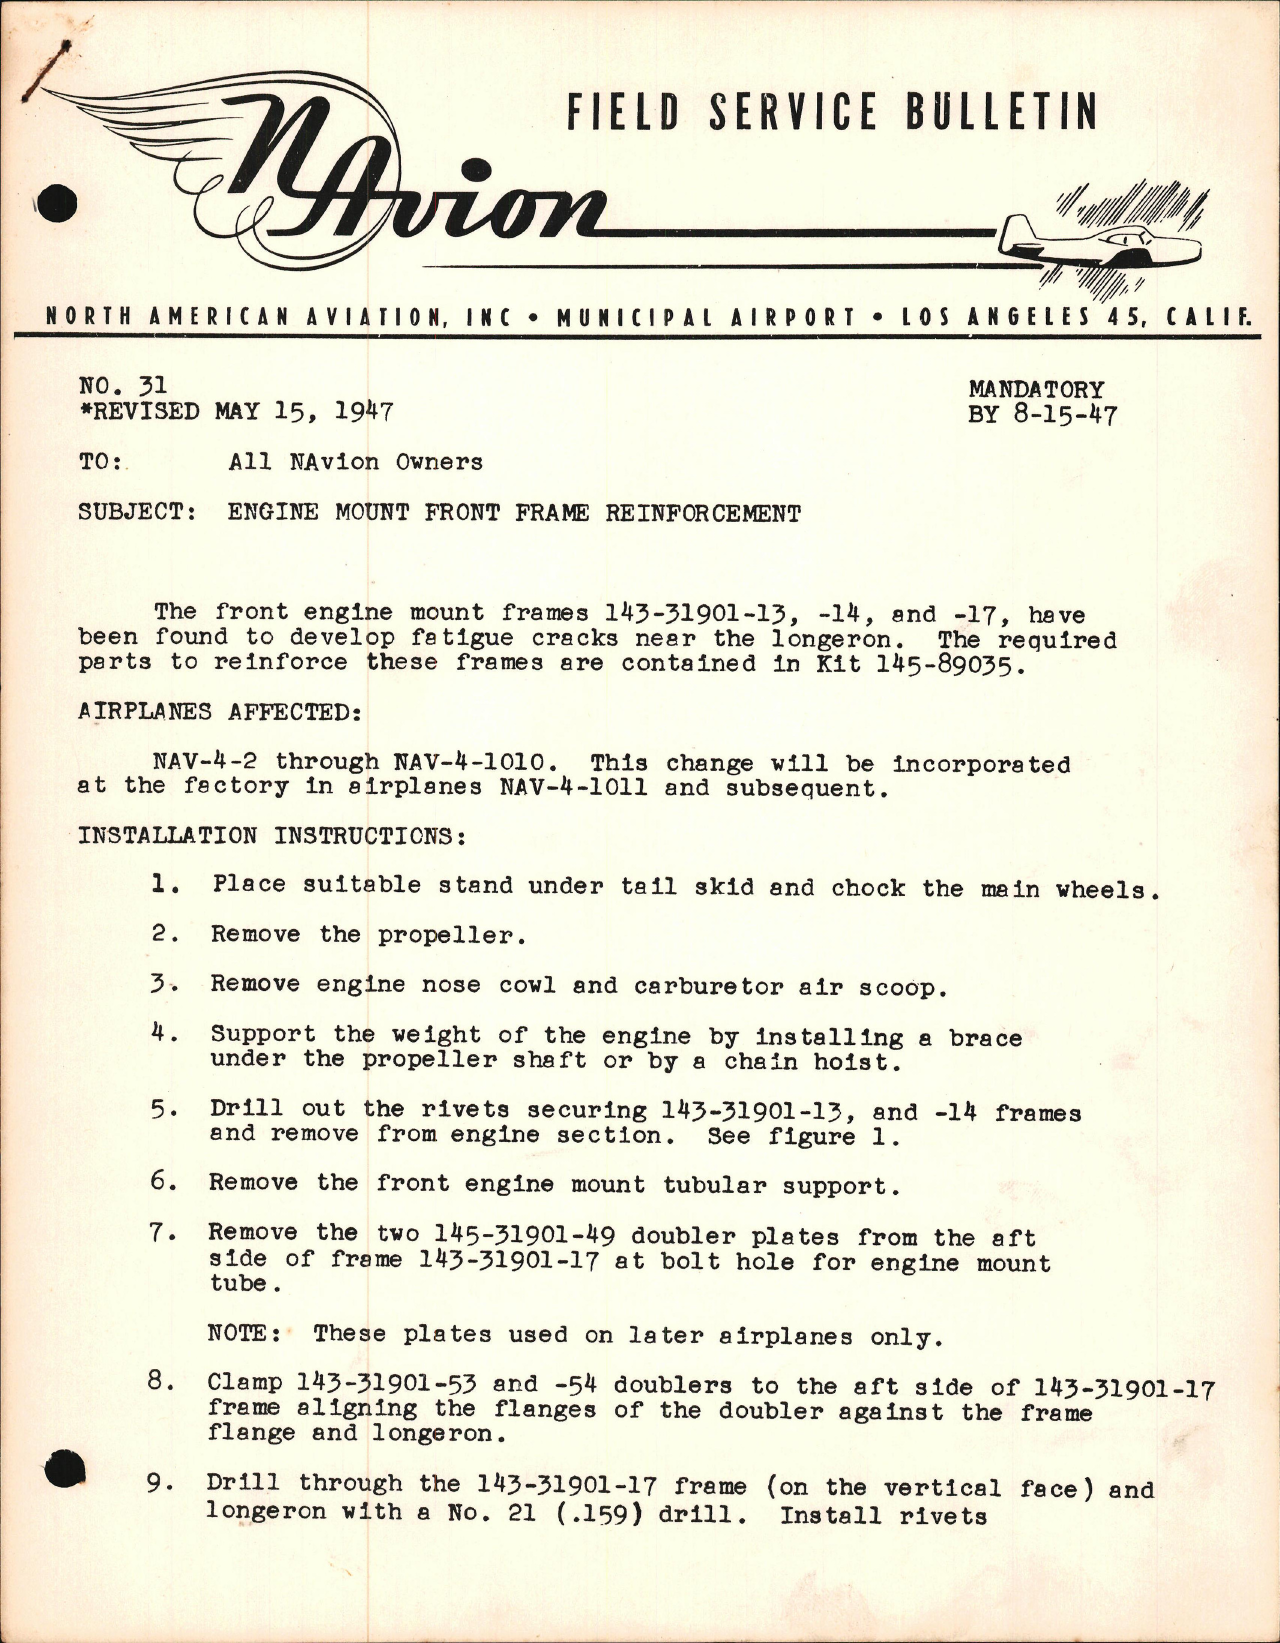 FIELD SERVICE BULLETIN
NAvion
NORTH AMERICAN AVIATION, INC • MUNICIPAL AIRPORT • LOS ANGELES 45, CALIF.
NO. 31
MANDATORY
*REVISED MAY 15, 1947
BY 8-15-47
TO: All NAvion Owners
SUBJECT: ENGINE MOUNT FRONT FRAME REINFORCEMENT
The front engine mount frames 143-31901-13, -14, and -17, have
been found to develop fatigue cracks near the longeron. The required
parts to reinforce these frames are contained in Kit 145-89035.
AIRPLANES AFFECTED:
NAV-4-2 through NAV-4-1010. This change will be incorporated
at the factory in airplanes NAV-4-1011 and subsequent.
INSTALLATION INSTRUCTIONS:
1. Place suitable stand under tail skid and chock the main wheels.
2. Remove the propeller.
3. Remove engine nose cowl and carburetor air scoop.
4. Support the weight of the engine by installing a brace
under the propeller shaft or by a chain hoist.
5. Drill out the rivets securing 143-31901-13, and -14 frames
and remove from engine section. See figure 1.
6. Remove the front engine mount tubular support.
7. Remove the two 145-31901-49 doubler plates from the aft
side of frame 143-31901-17 at bolt hole for engine mount
tube.
NOTE: These plates used on later airplanes only.
8. Clamp 143-31901-53 and -54 doublers to the aft side of 143-31901-17
frame aligning the flanges of the doubler against the frame
flange and longeron.
9. Drill through the 143-31901-17 frame (on the vertical face) and
longeron with a No. 21 (.159) drill. Install rivets